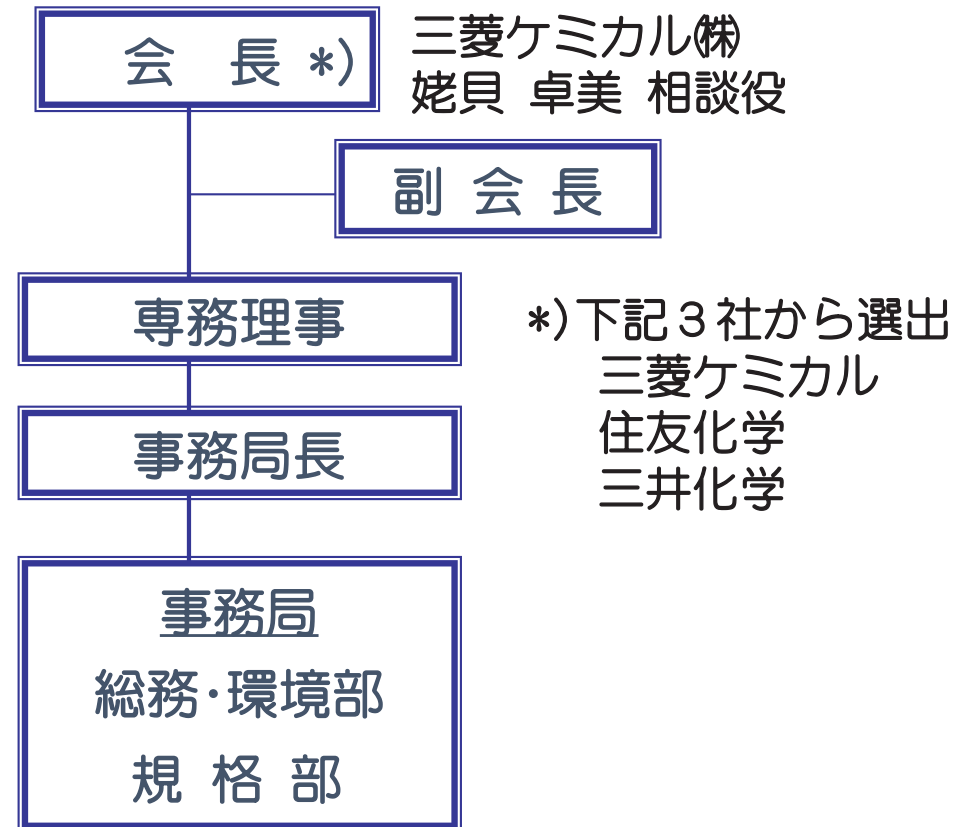 会 長 *)
三菱ケミカル㈱
姥貝 卓美 相談役
副 会 長
専務理事
*)下記3社から選出
三菱ケミカル
住友化学
三井化学
事務局長
事務局
総務・環境部
規 格 部